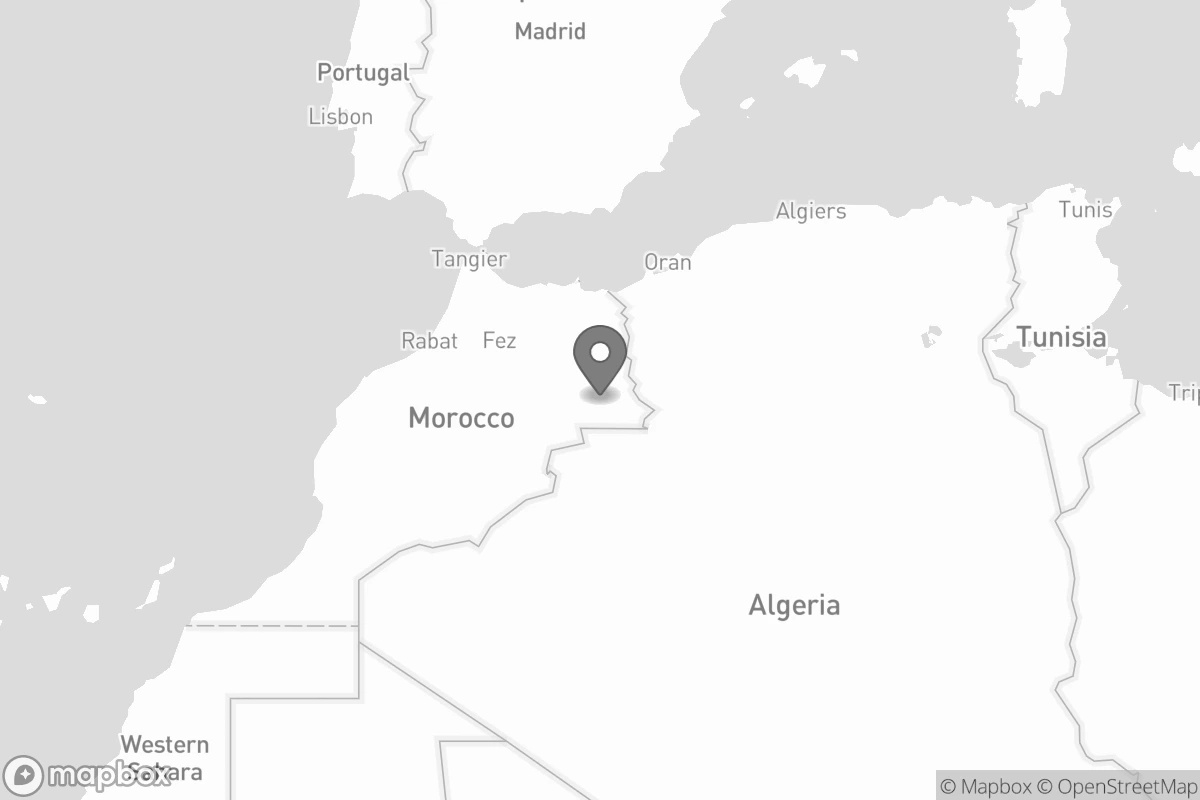 Madrid
Portugal
Lisbon
Algiers
Tunis
Tangier
Oran
Rabat
Fez
Tunisia
Trip
Morocco
Algeria
Western
Sahara
mapbox
© Mapbox © OpenStreetMap